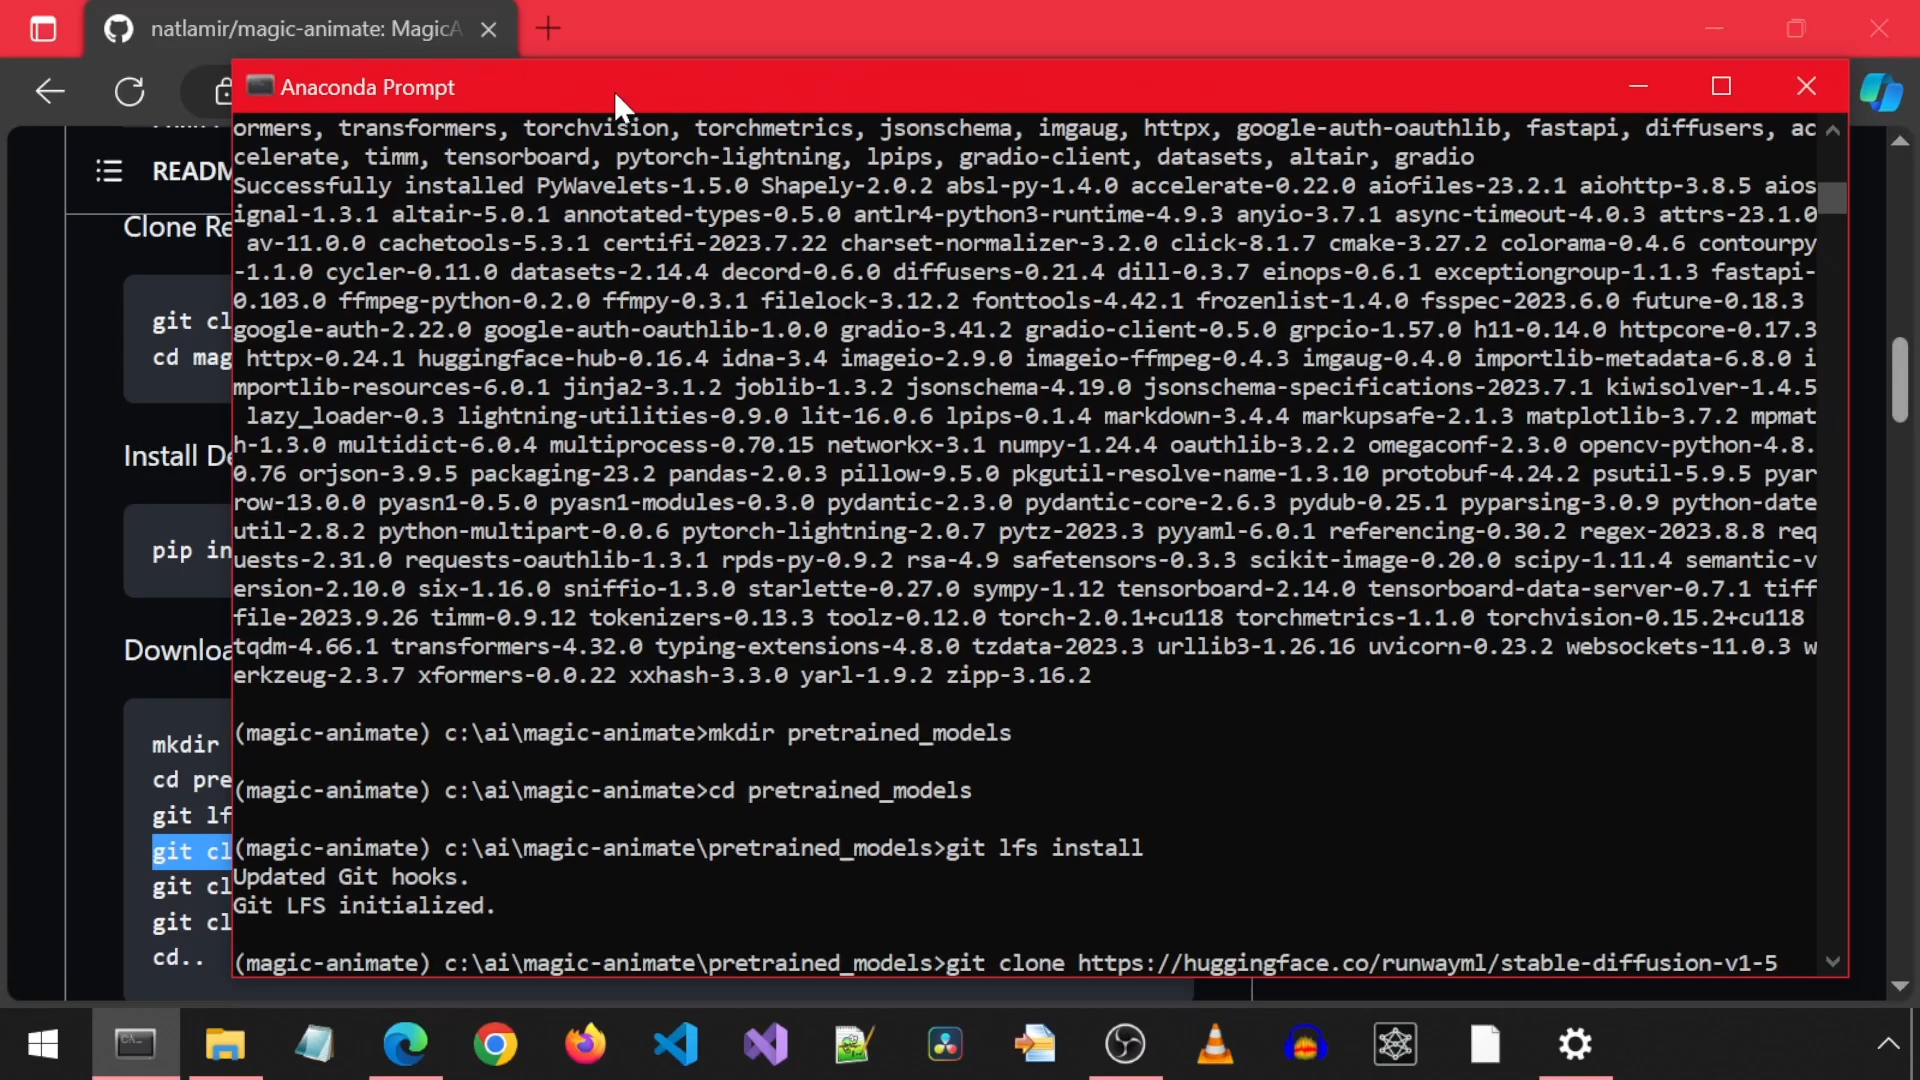 natlamir/magic-animate: MagicA
Anaconda Prompt
READM
Clone Re
git cl
cd mag
Install De
pip in
Downloa
mkdir
cd pre
git lf
git cl
git cl
git cl
cd..
ormers, transformers, torchvision, torchmetrics, jsonschema, imgaug, httpx, google-auth-oauthlib, fastapi, diffusers, ac
celerate, timm, tensorboard, pytorch-lightning, lpips, gradio-client, datasets, altair, gradio
Successfully installed PyWavelets-1.5.0 Shapely-2.0.2 absl-py-1.4.0 accelerate-0.22.0 aiofiles-23.2.1 aiohttp-3.8.5 aios
ignal-1.3.1 altair-5.0.1 annotated-types-0.5.0 antlr4-python3-runtime-4.9.3 anyio-3.7.1 async-timeout-4.0.3 attrs-23.1.0
av-11.0.0 cachetools-5.3.1 certifi-2023.7.22 charset-normalizer-3.2.0 click-8.1.7 cmake-3.27.2 colorama-0.4.6 contourpy
-1.1.0 cycler-0.11.0 datasets-2.14.4 decord-0.6.0 diffusers-0.21.4 dill-0.3.7 einops-0.6.1 exceptiongroup-1.1.3 fastapi-
0.103.0 ffmpeg-python-0.2.0 ffmpy-0.3.1 filelock-3.12.2 fonttools-4.42.1 frozenlist-1.4.0 fsspec-2023.6.0 future-0.18.3
google-auth-2.22.0 google-auth-oauthlib-1.0.0 gradio-3.41.2 gradio-client-0.5.0 grpcio-1.57.0 h11-0.14.0 httpcore-0.17.3
httpx-0.24.1 huggingface-hub-0.16.4 idna-3.4 imageio-2.9.0 imageio-ffmpeg-0.4.3 imgaug-0.4.0 importlib-metadata-6.8.0 i
mportlib-resources-6.0.1 jinja2-3.1.2 joblib-1.3.2 jsonschema-4.19.0 jsonschema-specifications-2023.7.1 kiwisolver-1.4.5
lazy_loader-0.3 lightning-utilities-0.9.0 lit-16.0.6 lpips-0.1.4 markdown-3.4.4 markupsafe-2.1.3 matplotlib-3.7.2 mpmat
h-1.3.0 multidict-6.0.4 multiprocess-0.70.15 networkx-3.1 numpy-1.24.4 oauthlib-3.2.2 omegaconf-2.3.0 opencv-python-4.8.
0.76 orjson-3.9.5 packaging-23.2 pandas-2.0.3 pillow-9.5.0 pkgutil-resolve-name-1.3.10 protobuf-4.24.2 psutil-5.9.5 pyar
row-13.0.0 pyasn1-0.5.0 pyasn1-modules-0.3.0 pydantic-2.3.0 pydantic-core-2.6.3 pydub-0.25.1 pyparsing-3.0.9 python-date
util-2.8.2 python-multipart-0.0.6 pytorch-lightning-2.0.7 pytz-2023.3 pyyaml-6.0.1 referencing-0.30.2 regex-2023.8.8 req
uests-2.31.0 requests-oauthlib-1.3.1 rpds-py-0.9.2 rsa-4.9 safetensors-0.3.3 scikit-image-0.20.0 scipy-1.11.4 semantic-v
ersion-2.10.0 six-1.16.0 sniffio-1.3.0 starlette-0.27.0 sympy-1.12 tensorboard-2.14.0 tensorboard-data-server-0.7.1 tiff
file-2023.9.26 timm-0.9.12 tokenizers-0.13.3 toolz-0.12.0 torch-2.0.1+cu118 torchmetrics-1.1.0 torchvision-0.15.2+cu118
tqdm-4.66.1 transformers-4.32.0 typing-extensions-4.8.0 tzdata-2023.3 urllib3-1.26.16 uvicorn-0.23.2 websockets-11.0.3 w
erkzeug-2.3.7 xformers-0.0.22 xxhash-3.3.0 yarl-1.9.2 zipp-3.16.2
(magic-animate) c:\ai\magic-animate>mkdir pretrained_models
(magic-animate) c:\ai\magic-animate>cd pretrained_models
(magic-animate) c:\ai\magic-animate\pretrained_models>git lfs install
Updated Git hooks.
Git LFS initialized.
(magic-animate) c:\ai\magic-animate\pretrained_models>git clone https://huggingface.co/runwayml/stable-diffusion-v1-5